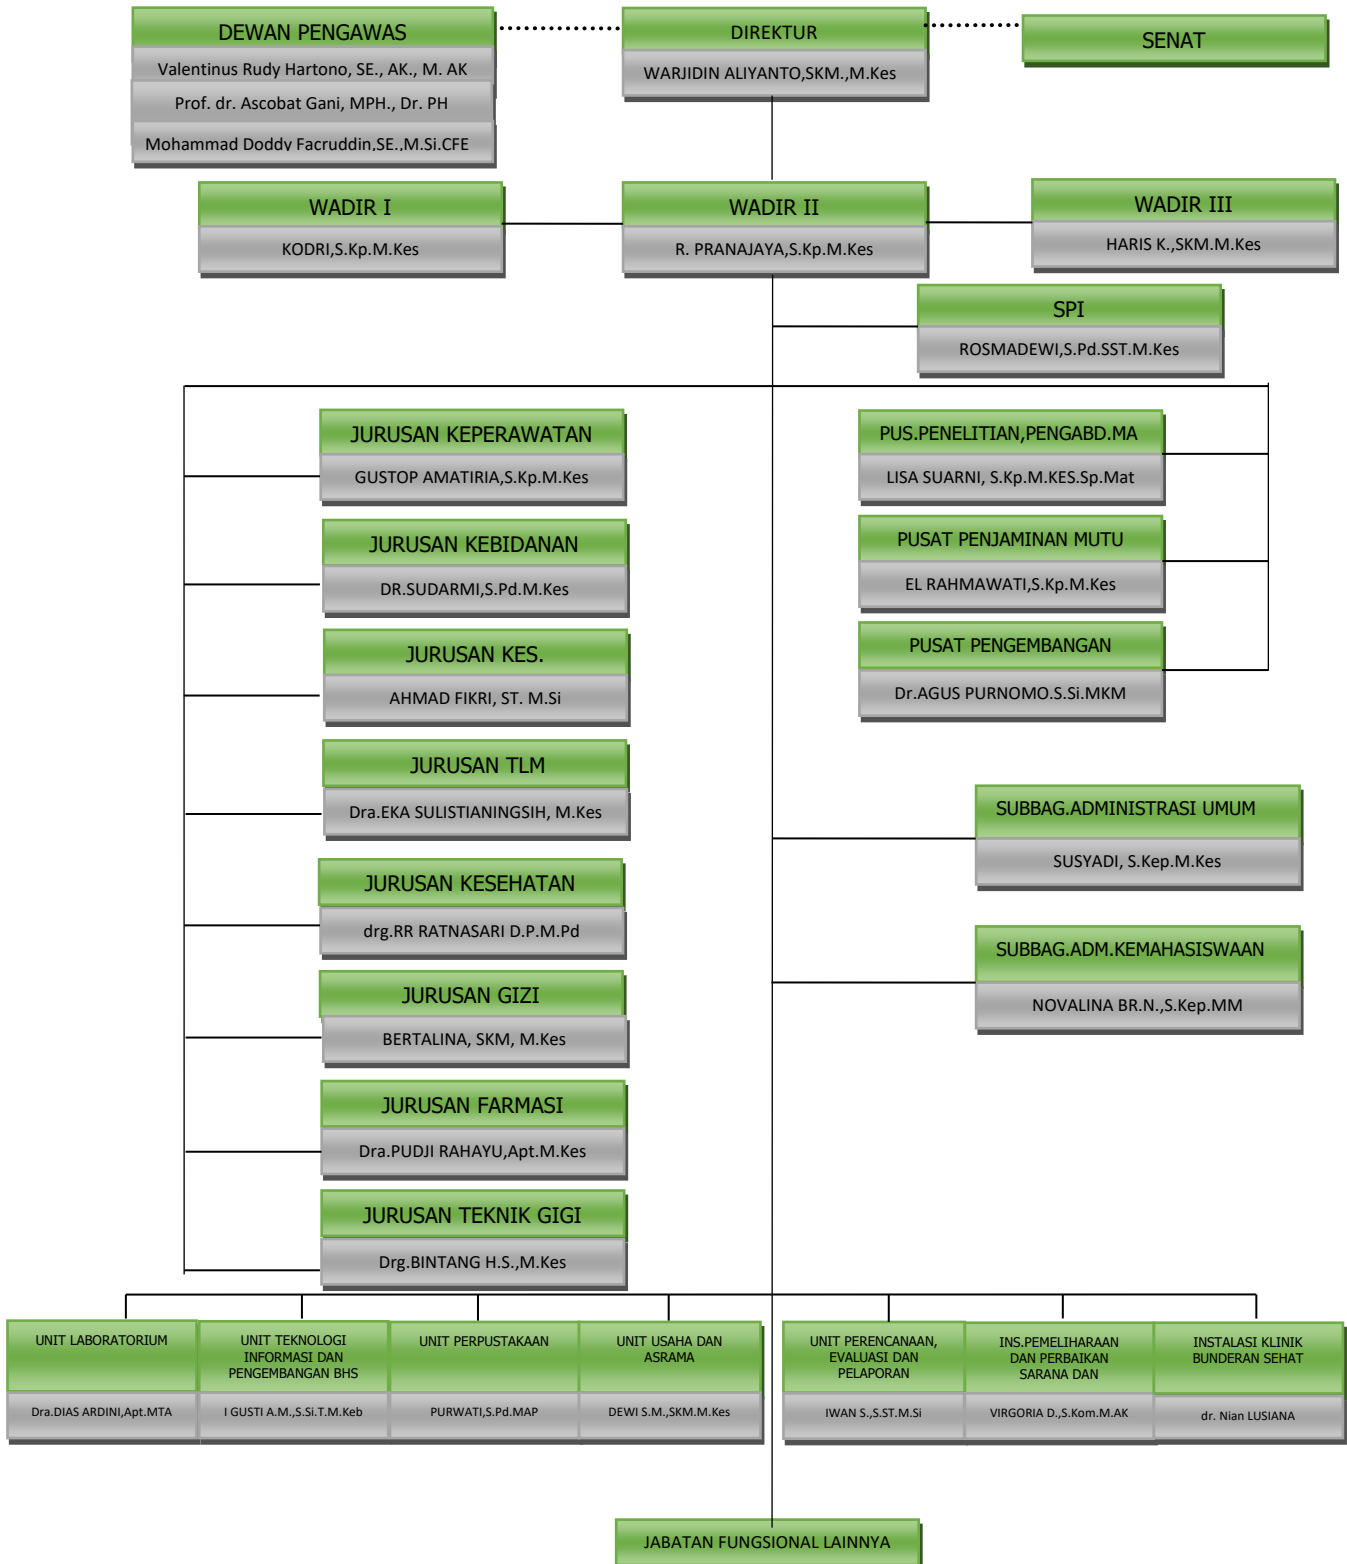 DEWAN PENGAWAS
Valentinus Rudy Hartono, SE., AK., M. AK
Prof. dr. Ascobat Gani, MPH., Dr. PH
Mohammad Doddy Facruddin,SE.,M.Si.CFE
DIREKTUR
WARJIDIN ALIYANTO,SKM.,M.Kes
SENAT
WADIR I
KODRI,S.Kp.M.Kes
WADIR II
R. PRANAJAYA,S.Kp.M.Kes
WADIR III
HARIS K.,SKM.M.Kes
SPI
ROSMADEWI,S.Pd.SST.M.Kes
JURUSAN KEPERAWATAN
GUSTOP AMATIRIA,S.Kp.M.Kes
JURUSAN KEBIDANAN
DR.SUDARMI,S.Pd.M.Kes
JURUSAN KES.
AHMAD FIKRI, ST. M.Si
JURUSAN TLM
Dra.EKA SULISTIANINGSIH, M.Kes
JURUSAN KESEHATAN
drg.RR RATNASARI D.P.M.Pd
JURUSAN GIZI
BERTALINA, SKM, M.Kes
JURUSAN FARMASI
Dra.PUDJI RAHAYU,Apt.M.Kes
JURUSAN TEKNIK GIGI
Drg.BINTANG H.S.,M.Kes
PUS.PENELITIAN,PENGABD.MA
LISA SUARNI, S.Kp.M.KES.Sp.Mat
PUSAT PENJAMINAN MUTU
EL RAHMAWATI,S.Kp.M.Kes
PUSAT PENGEMBANGAN
Dr.AGUS PURNOMO.S.Si.MKM
SUBBAG.ADMINISTRASI UMUM
SUSYADI, S.Kep.M.Kes
SUBBAG.ADM.KEMAHASISWAAN
NOVALINA BR.N.,S.Kep.MM
UNIT LABORATORIUM
Dra.DIAS ARDINI,Apt.MTA
UNIT TEKNOLOGI
INFORMASI DAN
PENGEMBANGAN BHS
I GUSTI A.M.,S.Si.T.M.Keb
UNIT PERPUSTAKAAN
PURWATI,S.Pd.MAP
UNIT USAHA DAN
ASRAMA
DEWI S.M.,SKM.M.Kes
UNIT PERENCANAAN,
EVALUASI DAN
PELAPORAN
IWAN S.,S.ST.M.Si
INS.PEMELIHARAAN
DAN PERBAIKAN
SARANA DAN
VIRGORIA D.,S.Kom.M.AK
INSTALASI KLINIK
BUNDERAN SEHAT
dr. Nian LUSIANA
JABATAN FUNGSIONAL LAINNYA